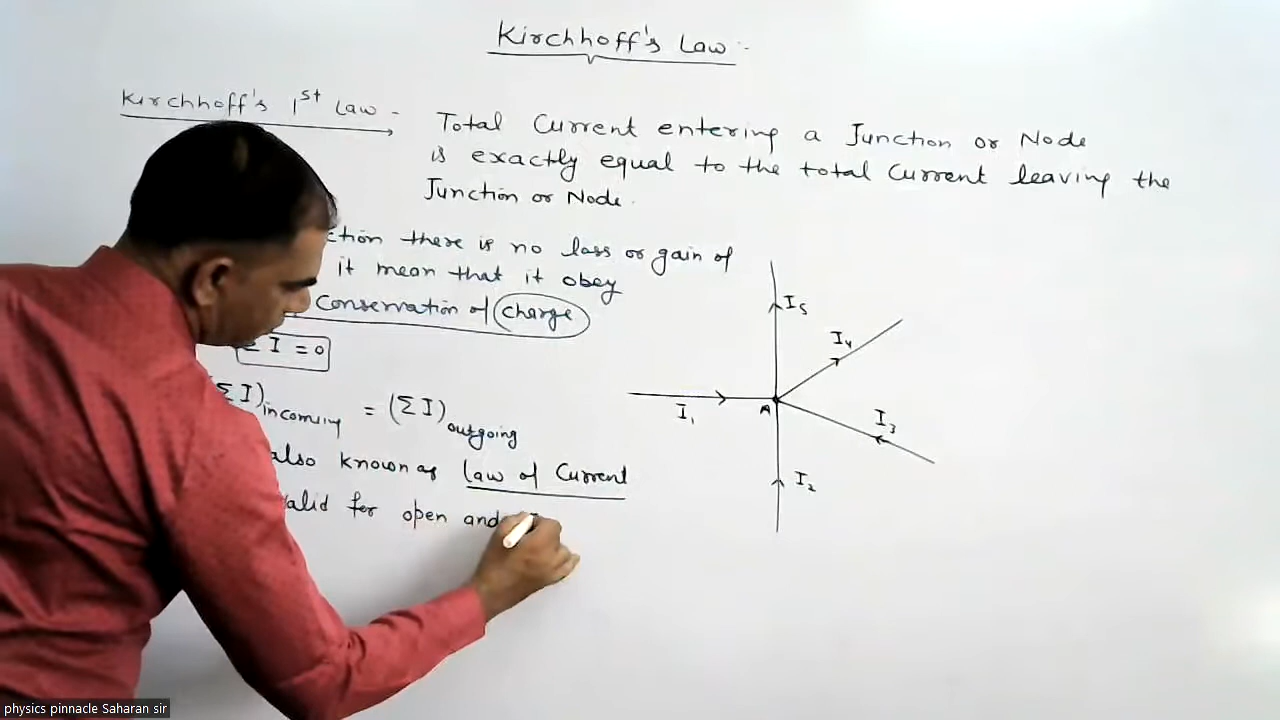 Kirchhoff's Law :-
Kirchhoff's 1st Law -
Total Current entering a Junction or Node
is exactly equal to the total Current leaving the
Junction or Node.
there is no loss or gain of
it mean that it obey
Conservation of charge
Σ I = 0
(Σ I)incoming = (Σ I)outgoing
also known as Law of Current
for open and
I5
I4
A
I1
I3
I2
physics pinnacle Saharan sir